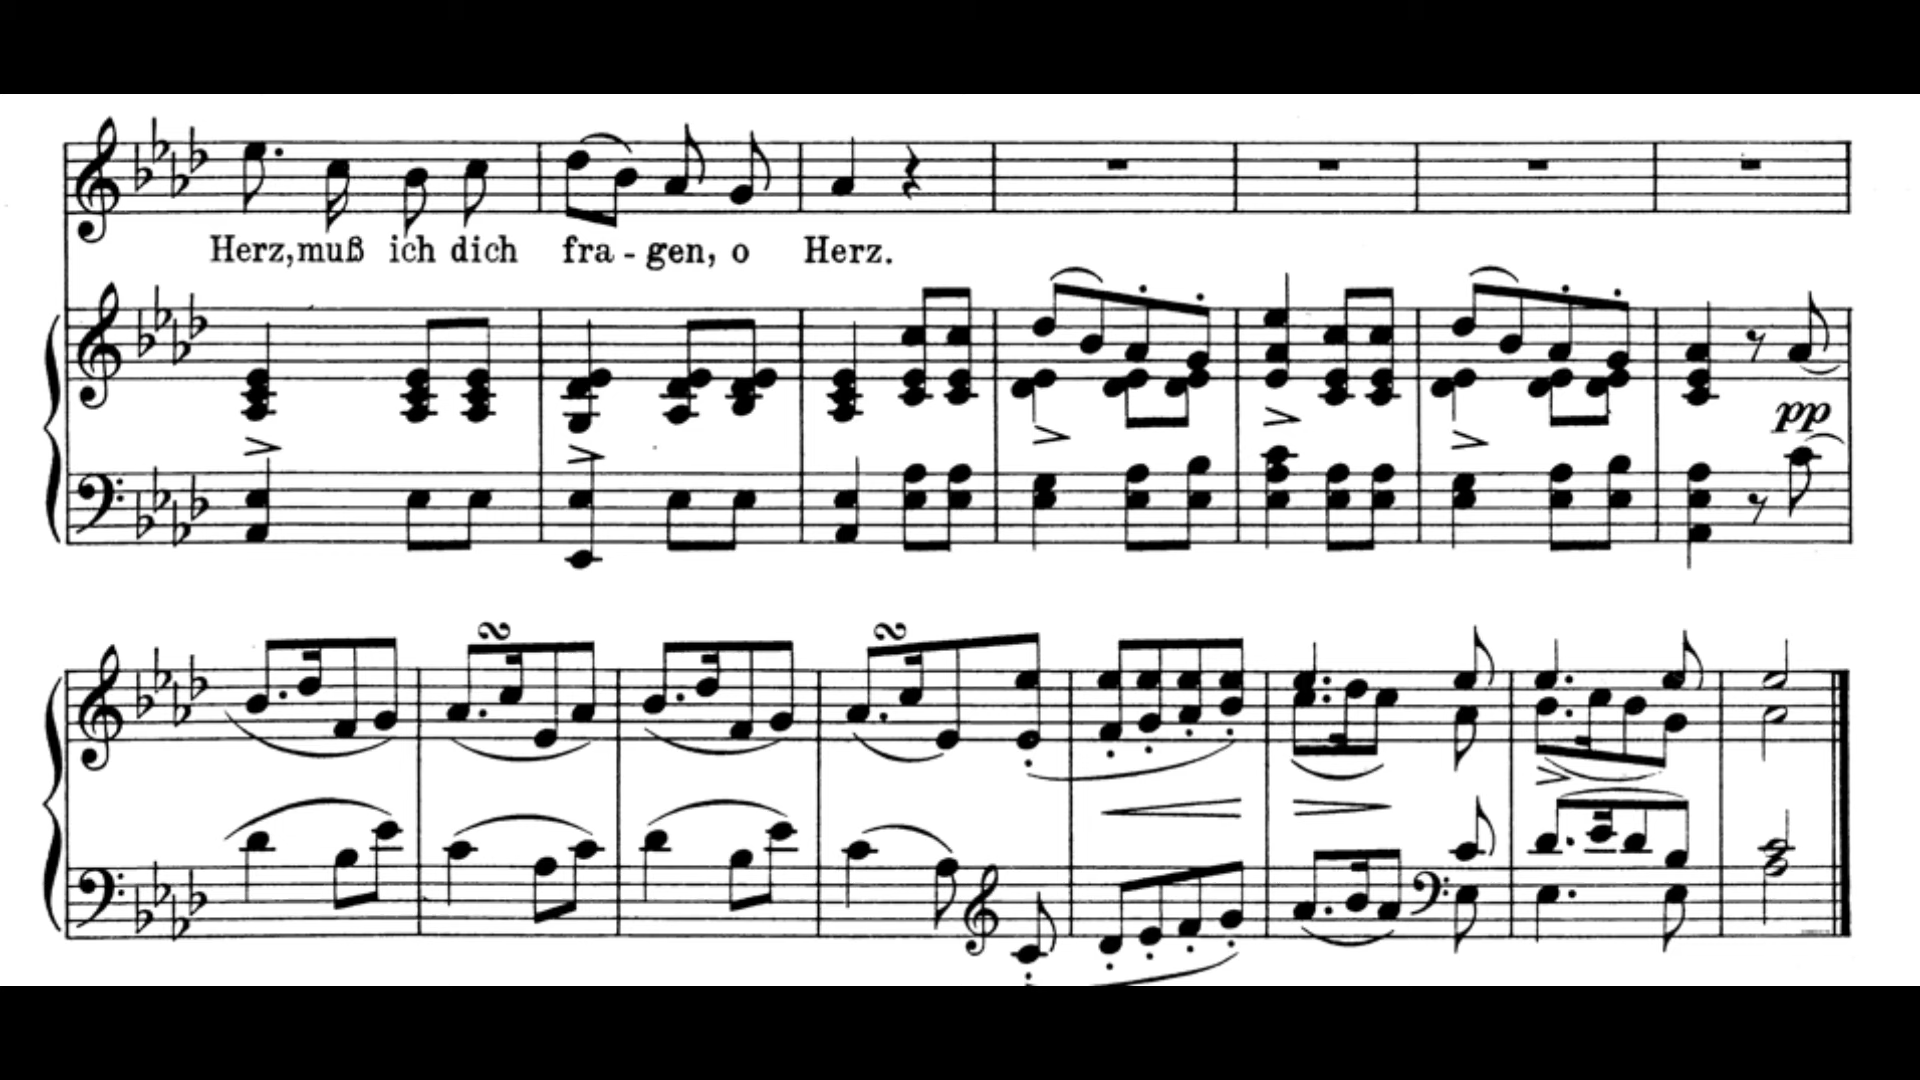 Herz, muß ich dich fra - gen, o Herz.
pp